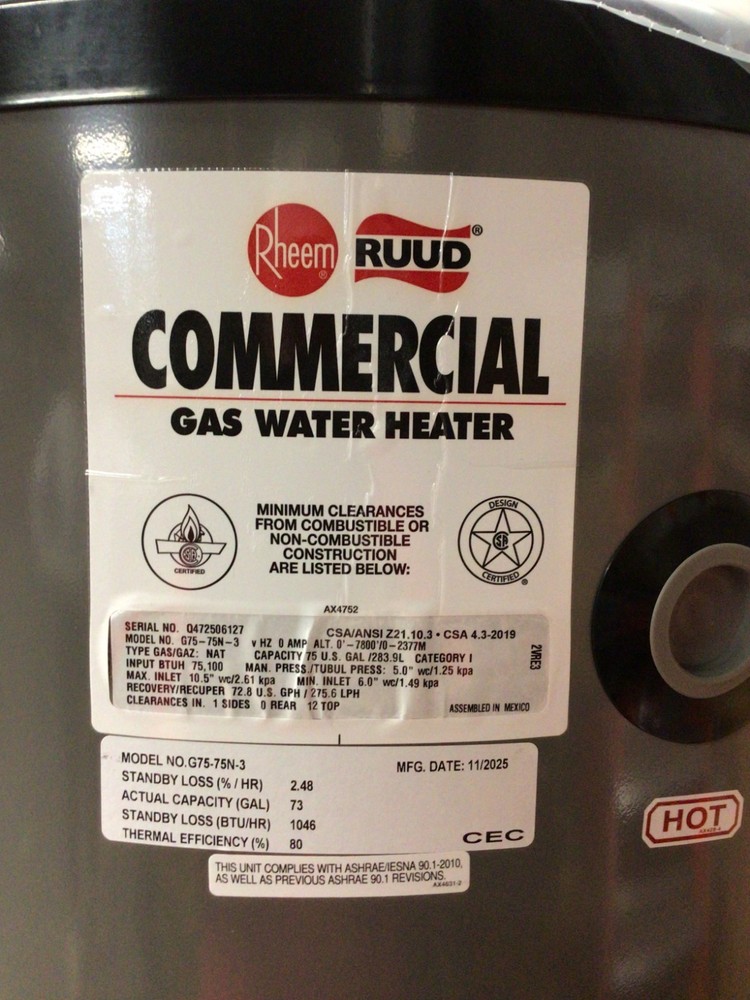 Rheem® RUUD®
COMMERCIAL
GAS WATER HEATER
CERTIFIED
MINIMUM CLEARANCES
FROM COMBUSTIBLE OR
NON-COMBUSTIBLE
CONSTRUCTION
ARE LISTED BELOW:
DESIGN
CERTIFIED®
AX4752
SERIAL NO. Q472506127 CSA/ANSI Z21.10.3 • CSA 4.3-2019
MODEL NO. G75-75N-3 V HZ 0 AMP ALT. 0'-7800'/0-2377M
TYPE GAS/GAZ: NAT CAPACITY 75 U.S. GAL /283.9L CATEGORY I
INPUT BTUH 75,100 MAN. PRESS./TUBUL PRESS: 5.0" wc/1.25 kpa
MAX. INLET 10.5" wc/2.61 kpa MIN. INLET 6.0" wc/1.49 kpa
RECOVERY/RECUPER 72.8 U.S. GPH / 275.6 LPH
CLEARANCES IN. 1 SIDES 0 REAR 12 TOP ASSEMBLED IN MEXICO
2VRE3
MODEL NO.G75-75N-3 MFG. DATE: 11/2025
STANDBY LOSS (% / HR) 2.48
ACTUAL CAPACITY (GAL) 73
STANDBY LOSS (BTU/HR) 1046
THERMAL EFFICIENCY (%) 80 CEC
THIS UNIT COMPLIES WITH ASHRAE/IESNA 90.1-2010,
AS WELL AS PREVIOUS ASHRAE 90.1 REVISIONS.
HOT